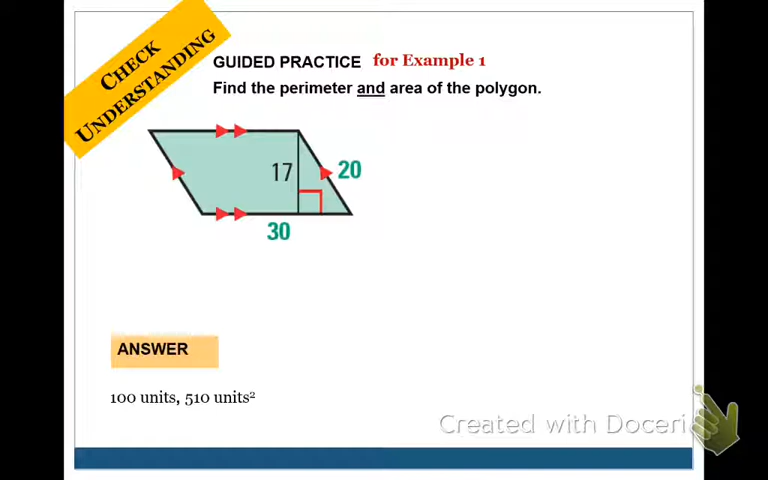 CHECK
UNDERSTANDING
GUIDED PRACTICE for Example 1
Find the perimeter and area of the polygon.
17
20
30
ANSWER
100 units, 510 units²
Created with Doceri